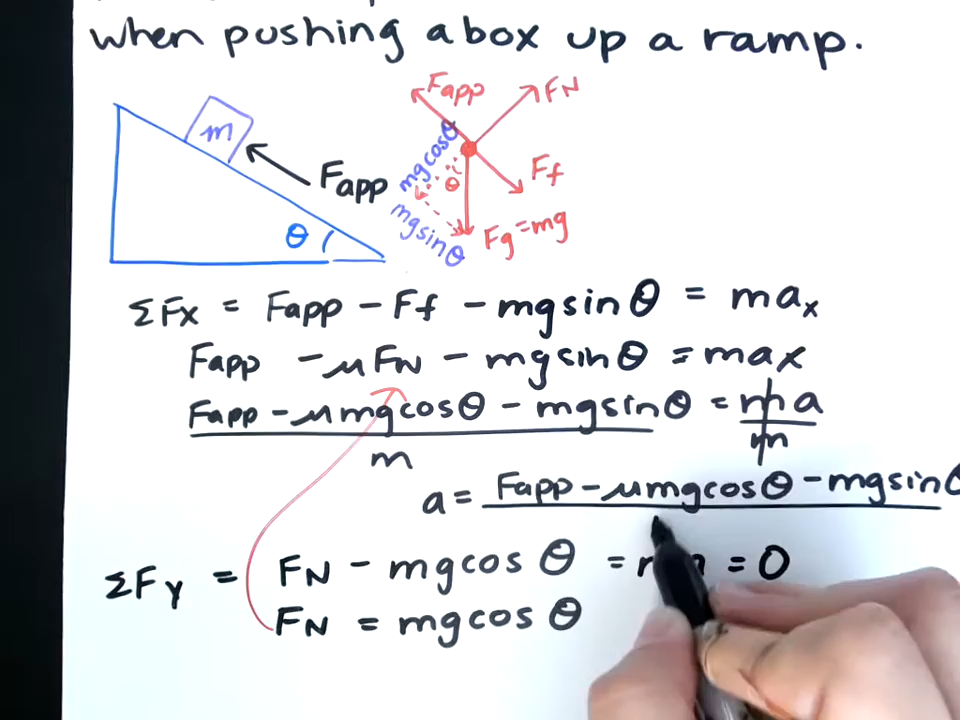 when pushing a box up a ramp.
m
Fapp
θ
Fapp
FN
mgcosθ
θ
Ff
mgsinθ
Fg=mg
ΣFx = Fapp - Ff - mgsinθ = max
Fapp - μFN - mgsinθ = max
Fapp - μmgcosθ - mgsinθ = ma
m m
a = Fapp - μmgcosθ - mgsinθ
ΣFy = FN - mgcosθ = = 0
FN = mgcosθ